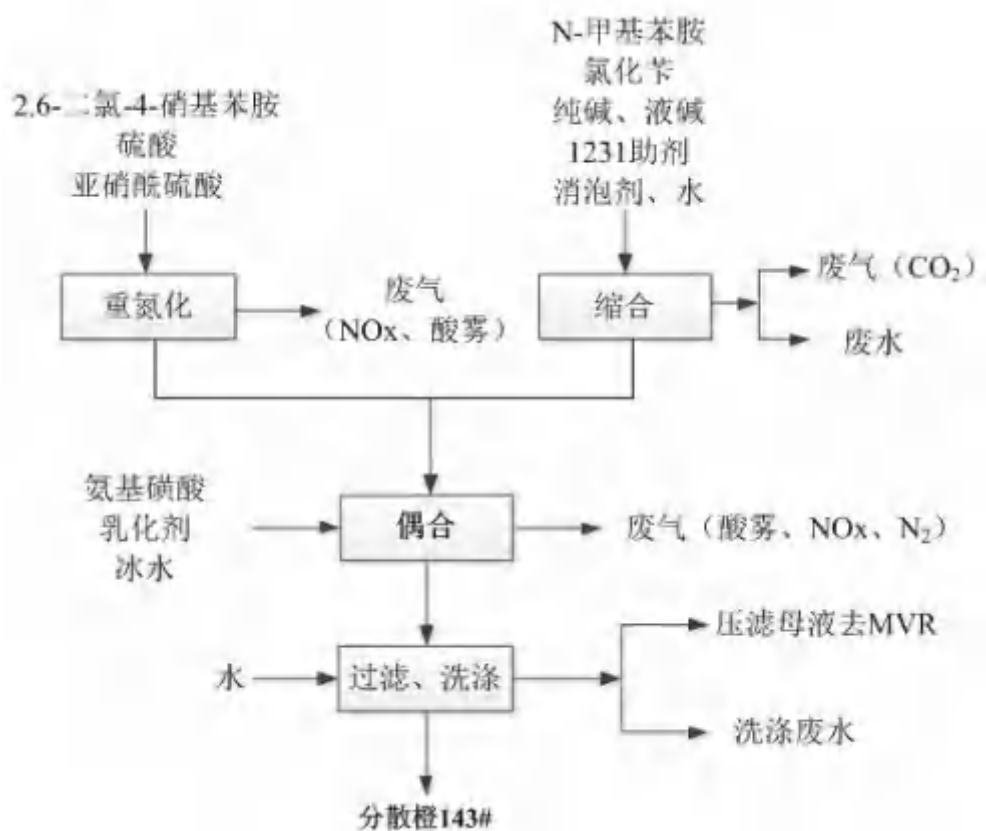 N-甲基苯胺
氯化苄
纯碱、液碱
1231助剂
消泡剂、水
2,6-二氯-4-硝基苯胺
硫酸
亚硝酰硫酸
重氮化
废气
（NOx、酸雾）
缩合
废气（CO₂）
废水
氨基磺酸
乳化剂
冰水
偶合
废气（酸雾、NOx、N₂）
水
过滤、洗涤
压滤母液去MVR
洗涤废水
分散橙143#